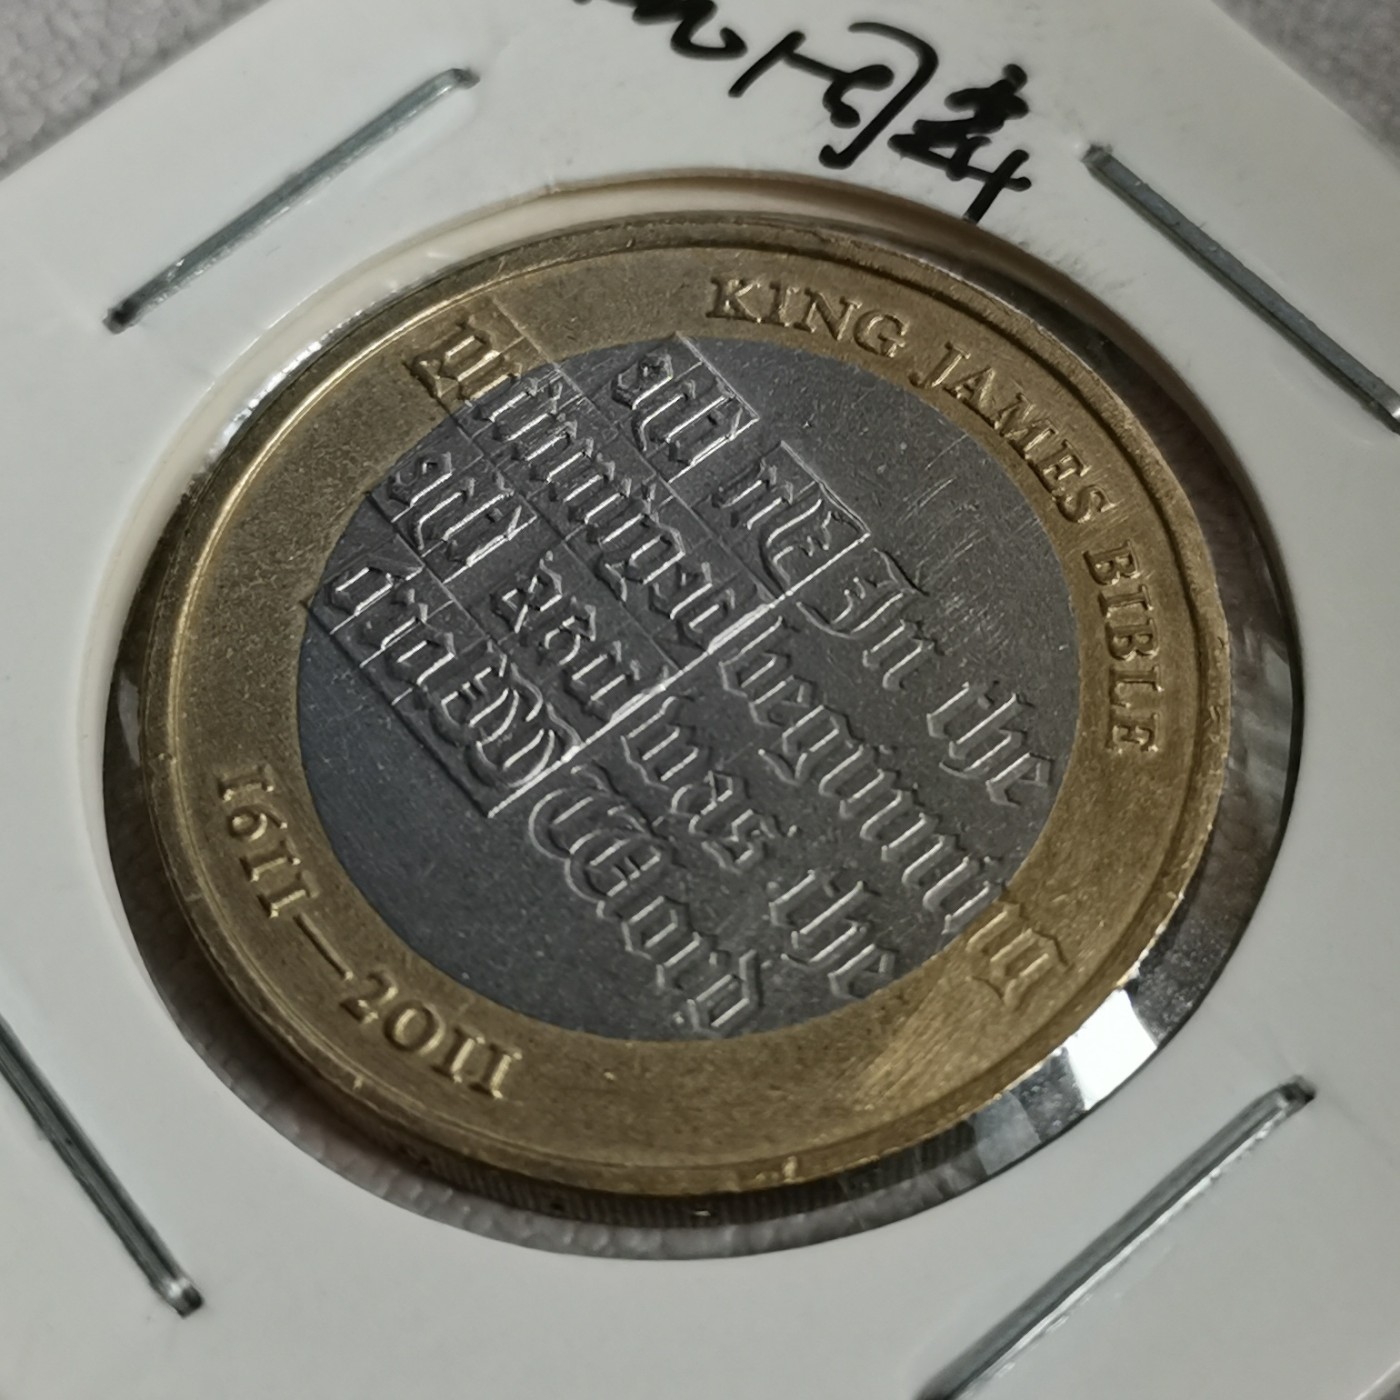 KING JAMES BIBLE
In the
beginning
was the
Word
1611–2011